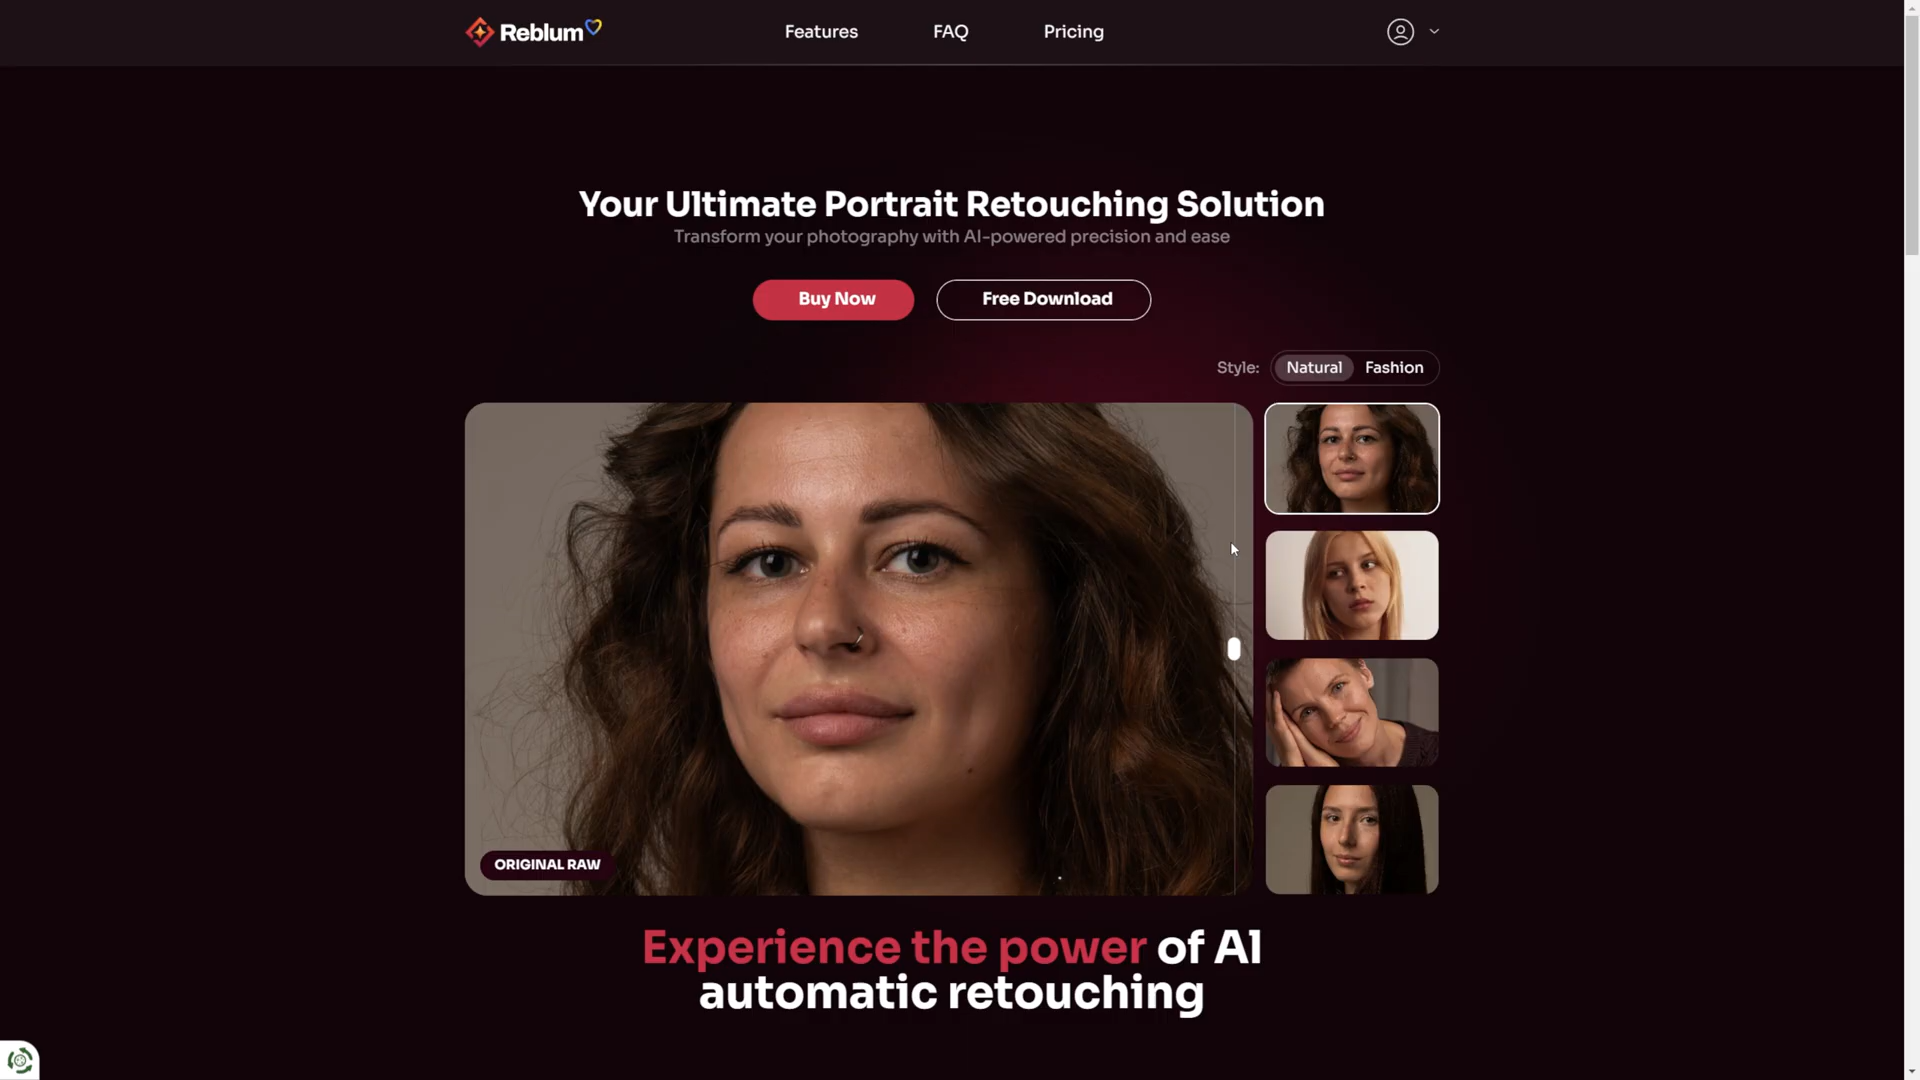 Reblum
Features
FAQ
Pricing
Your Ultimate Portrait Retouching Solution
Transform your photography with AI-powered precision and ease
Buy Now
Free Download
Style:
Natural
Fashion
ORIGINAL RAW
Experience the power of AI
automatic retouching